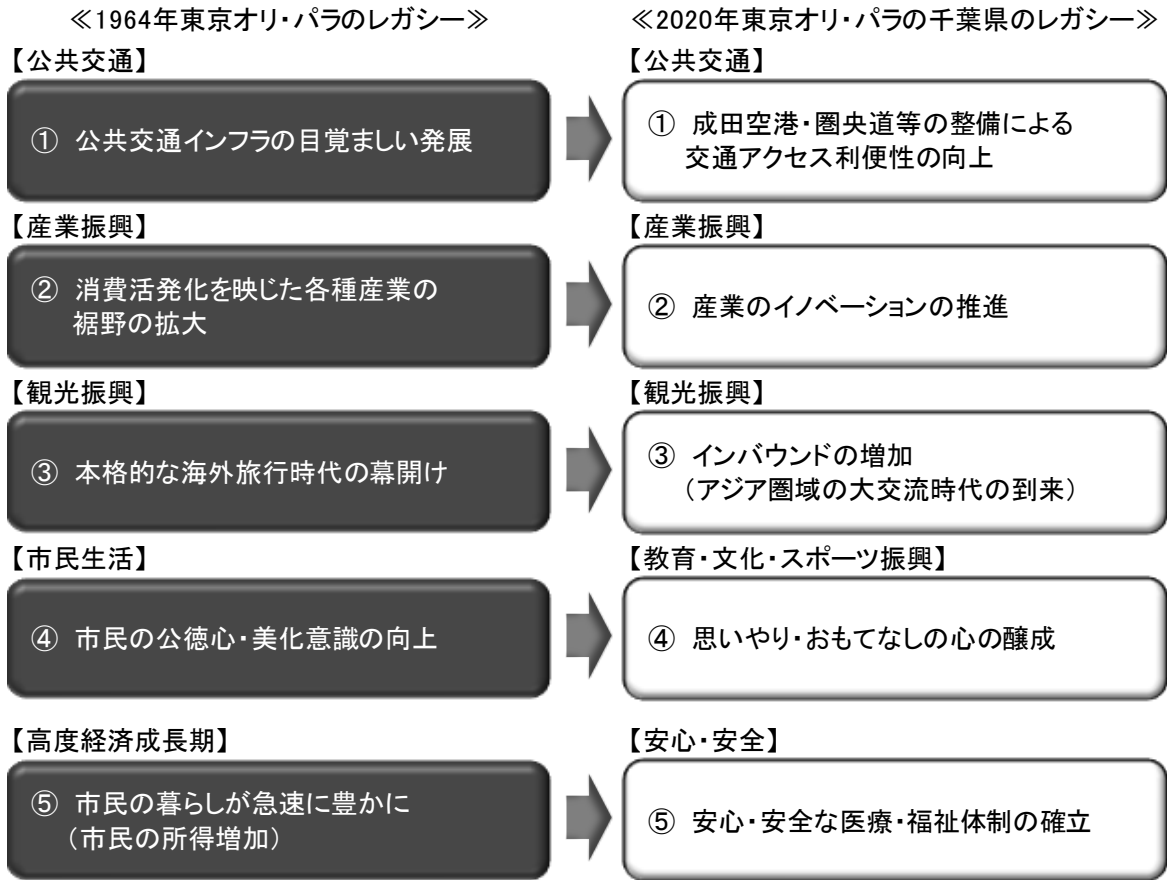 ≪1964年東京オリ・パラのレガシー≫
≪2020年東京オリ・パラの千葉県のレガシー≫
【公共交通】
【公共交通】
① 公共交通インフラの目覚ましい発展
① 成田空港・圏央道等の整備による
交通アクセス利便性の向上
【産業振興】
【産業振興】
② 消費活発化を映じた各種産業の
裾野の拡大
② 産業のイノベーションの推進
【観光振興】
【観光振興】
③ 本格的な海外旅行時代の幕開け
③ インバウンドの増加
（アジア圏域の大交流時代の到来）
【市民生活】
【教育・文化・スポーツ振興】
④ 市民の公徳心・美化意識の向上
④ 思いやり・おもてなしの心の醸成
【高度経済成長期】
【安心・安全】
⑤ 市民の暮らしが急速に豊かに
（市民の所得増加）
⑤ 安心・安全な医療・福祉体制の確立